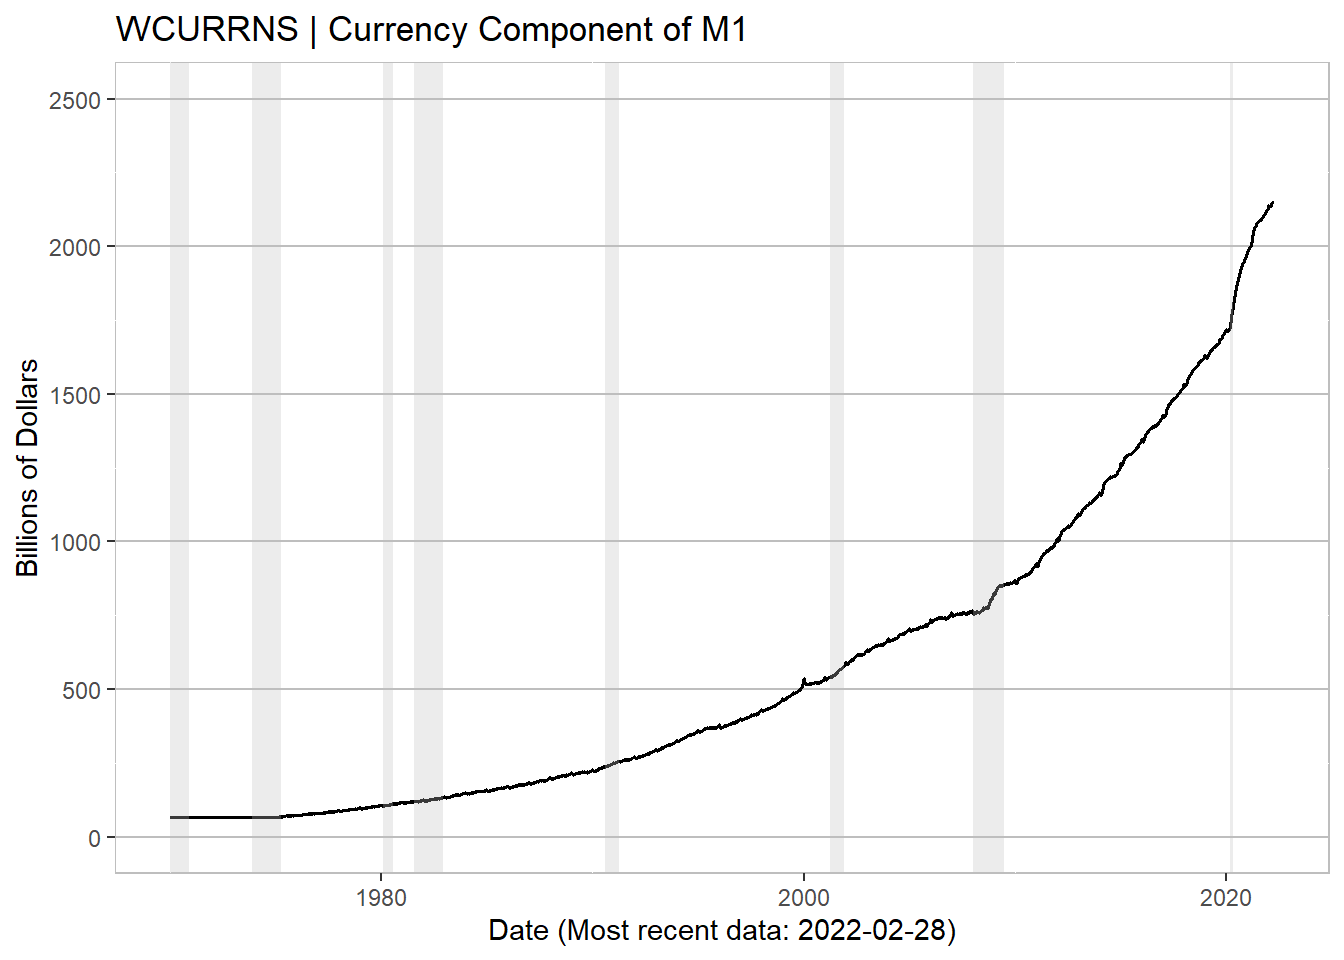 WCURRNS | Currency Component of M1
Billions of Dollars
2500
2000
1500
1000
500
0
1980 2000 2020
Date (Most recent data: 2022-02-28)